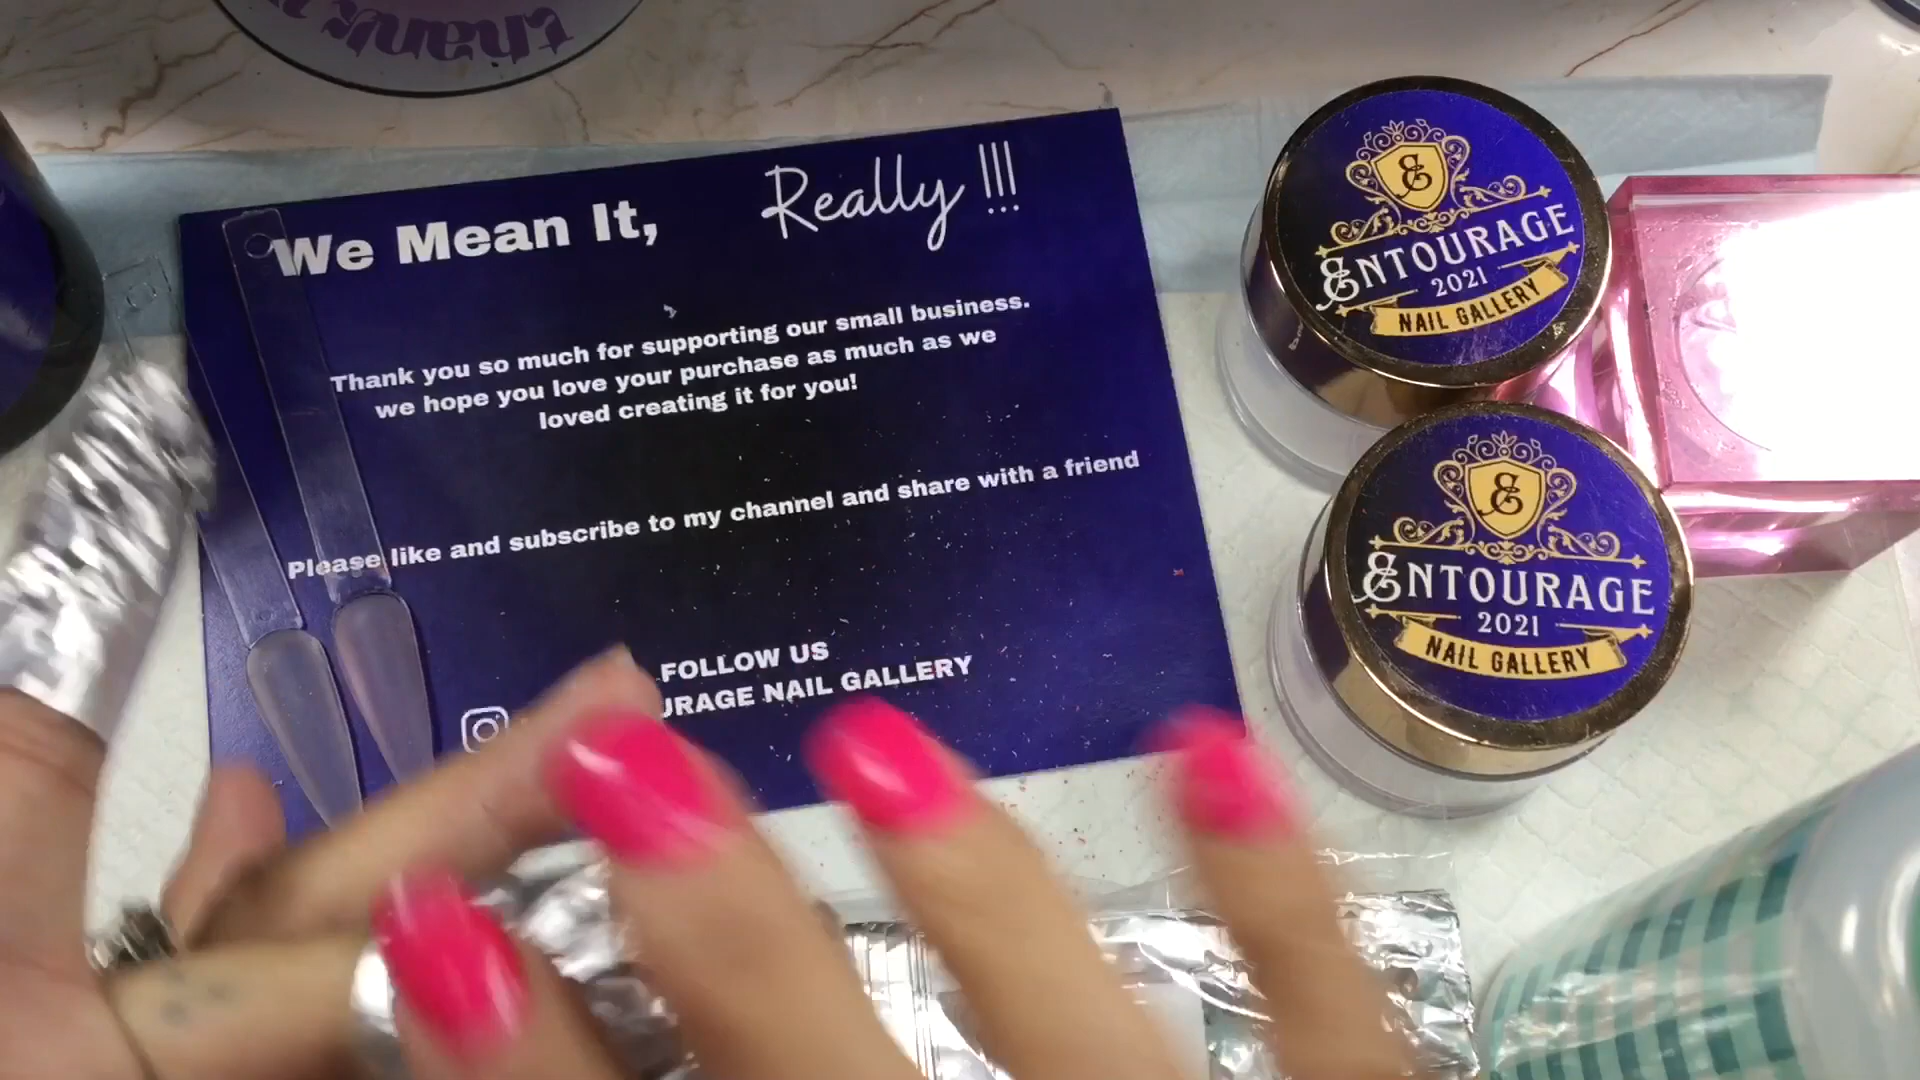 thanks
We Mean It, Really !!!
Thank you so much for supporting our small business.
we hope you love your purchase as much as we
loved creating it for you!
Please like and subscribe to my channel and share with a friend
FOLLOW US
NAIL GALLERY
ENTOURAGE
2021
NAIL GALLERY
ENTOURAGE
2021
NAIL GALLERY